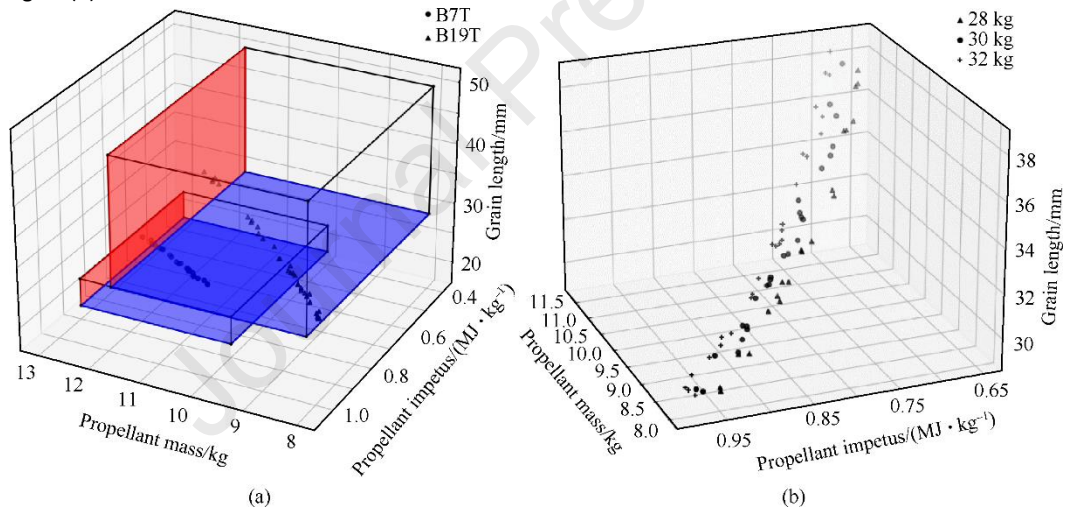 B7T
B19T
50
40
30
20
Grain length/mm
0.4
0.6
0.8
1.0
Propellant impetus/(MJ · kg⁻¹)
13
12
11
10
9
8
Propellant mass/kg
(a)
28 kg
30 kg
32 kg
38
36
34
32
30
Grain length/mm
11.5
11.0
10.5
10.0
9.5
9.0
8.5
8.0
Propellant mass/kg
0.95
0.85
0.75
0.65
Propellant impetus/(MJ · kg⁻¹)
(b)
Journal Pre